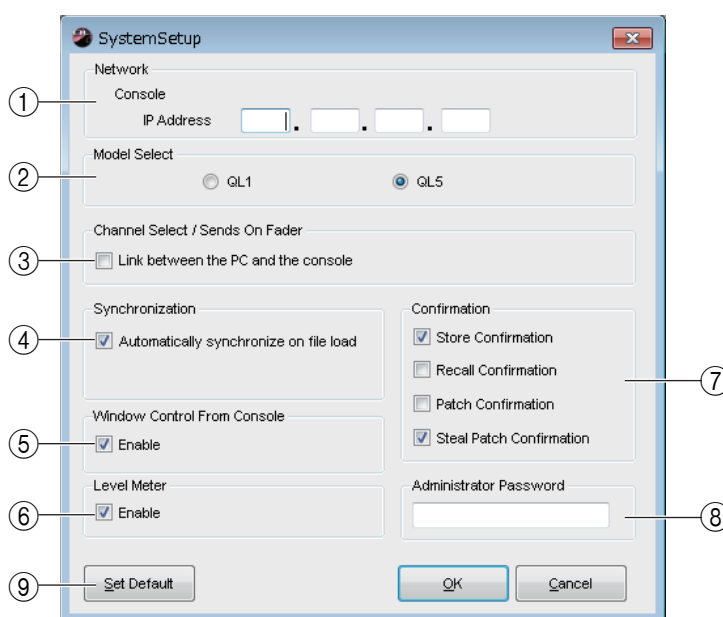 SystemSetup
Network
① Console
IP Address . . .
Model Select
② QL1 QL5
Channel Select / Sends On Fader
③ Link between the PC and the console
Synchronization
④ Automatically synchronize on file load
Confirmation
Store Confirmation
Recall Confirmation
⑦
Patch Confirmation
Steal Patch Confirmation
Window Control From Console
⑤ Enable
Level Meter
⑥ Enable
Administrator Password
⑧
⑨ Set Default OK Cancel